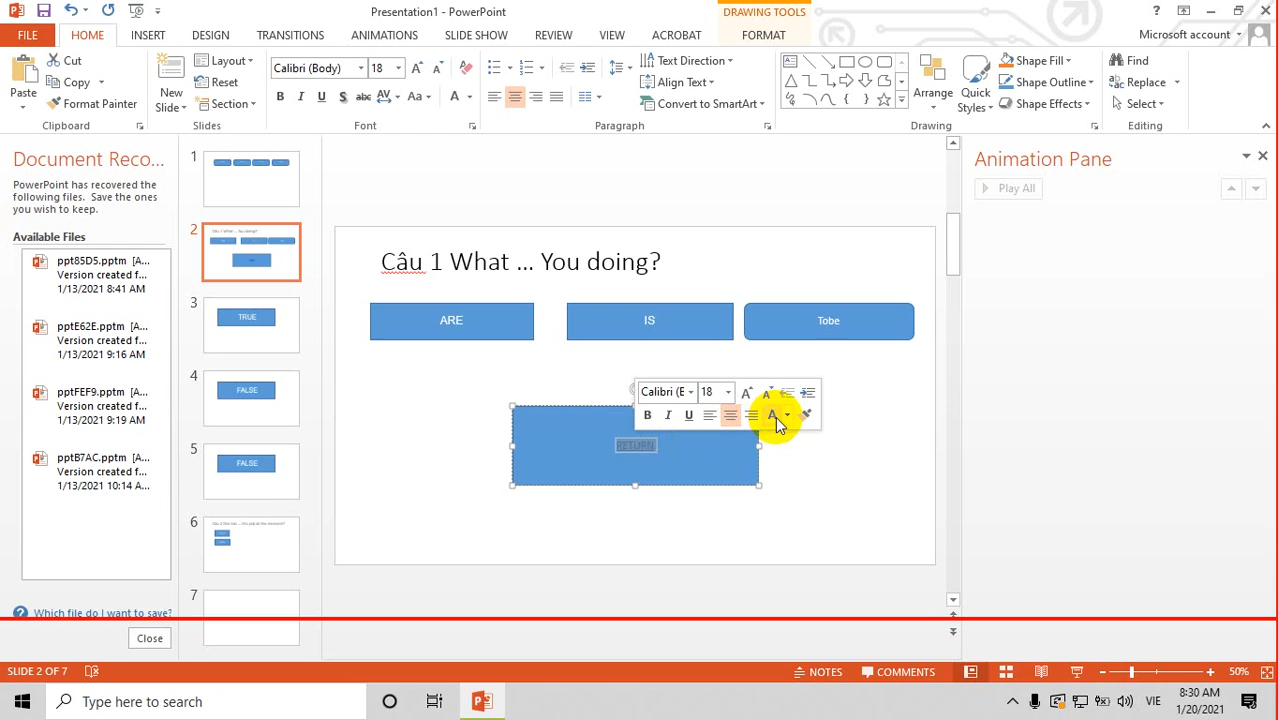 Presentation1 - PowerPoint
DRAWING TOOLS
?
FILE HOME INSERT DESIGN TRANSITIONS ANIMATIONS SLIDE SHOW REVIEW VIEW ACROBAT FORMAT Microsoft account
Paste
Cut
Copy
Format Painter
Clipboard
New
Slide
Layout
Reset
Section
Slides
Calibri (Body) 18
B I U S abc AV Aa A
Font
Text Direction
Align Text
Convert to SmartArt
Paragraph
Arrange
Quick
Styles
Shape Fill
Shape Outline
Shape Effects
Drawing
Find
Replace
Select
Editing
Document Reco...
PowerPoint has recovered the
following files. Save the ones
you wish to keep.
Available Files
ppt85D5.pptm [A...
Version created f...
1/13/2021 8:41 AM
pptE62E.pptm [A...
Version created f...
1/13/2021 9:16 AM
pptFEF9.pptm [A...
Version created f...
1/13/2021 9:19 AM
pptB7AC.pptm [A...
Version created f...
1/13/2021 10:14 A...
Which file do I want to save?
Close
1
2
3
TRUE
4
FALSE
5
FALSE
6
7
Câu 1 What ... You doing?
ARE
IS
Tobe
Calibri (E 18
B I U A
RETURN
Animation Pane
Play All
SLIDE 2 OF 7
NOTES COMMENTS 50%
Type here to search
VIE
8:30 AM
1/20/2021